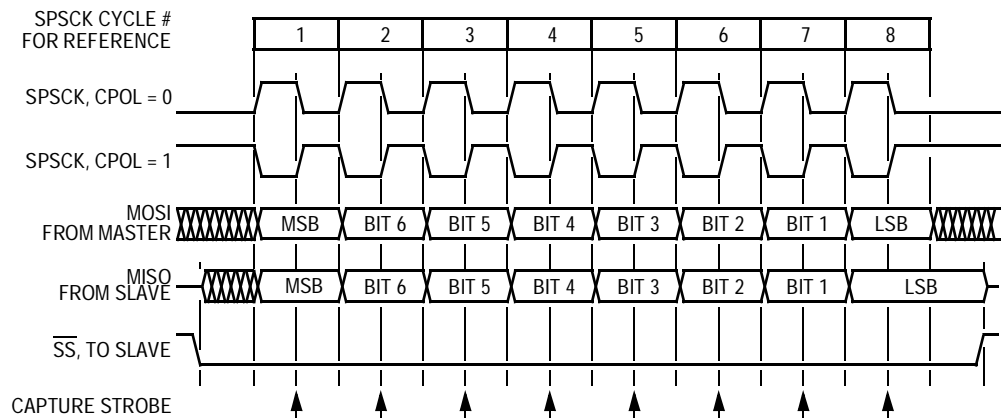 SPSCK CYCLE #
FOR REFERENCE
1 2 3 4 5 6 7 8
SPSCK, CPOL = 0
SPSCK, CPOL = 1
MOSI
FROM MASTER
MSB BIT 6 BIT 5 BIT 4 BIT 3 BIT 2 BIT 1 LSB
MISO
FROM SLAVE
MSB BIT 6 BIT 5 BIT 4 BIT 3 BIT 2 BIT 1 LSB
S̅S̅, TO SLAVE
CAPTURE STROBE